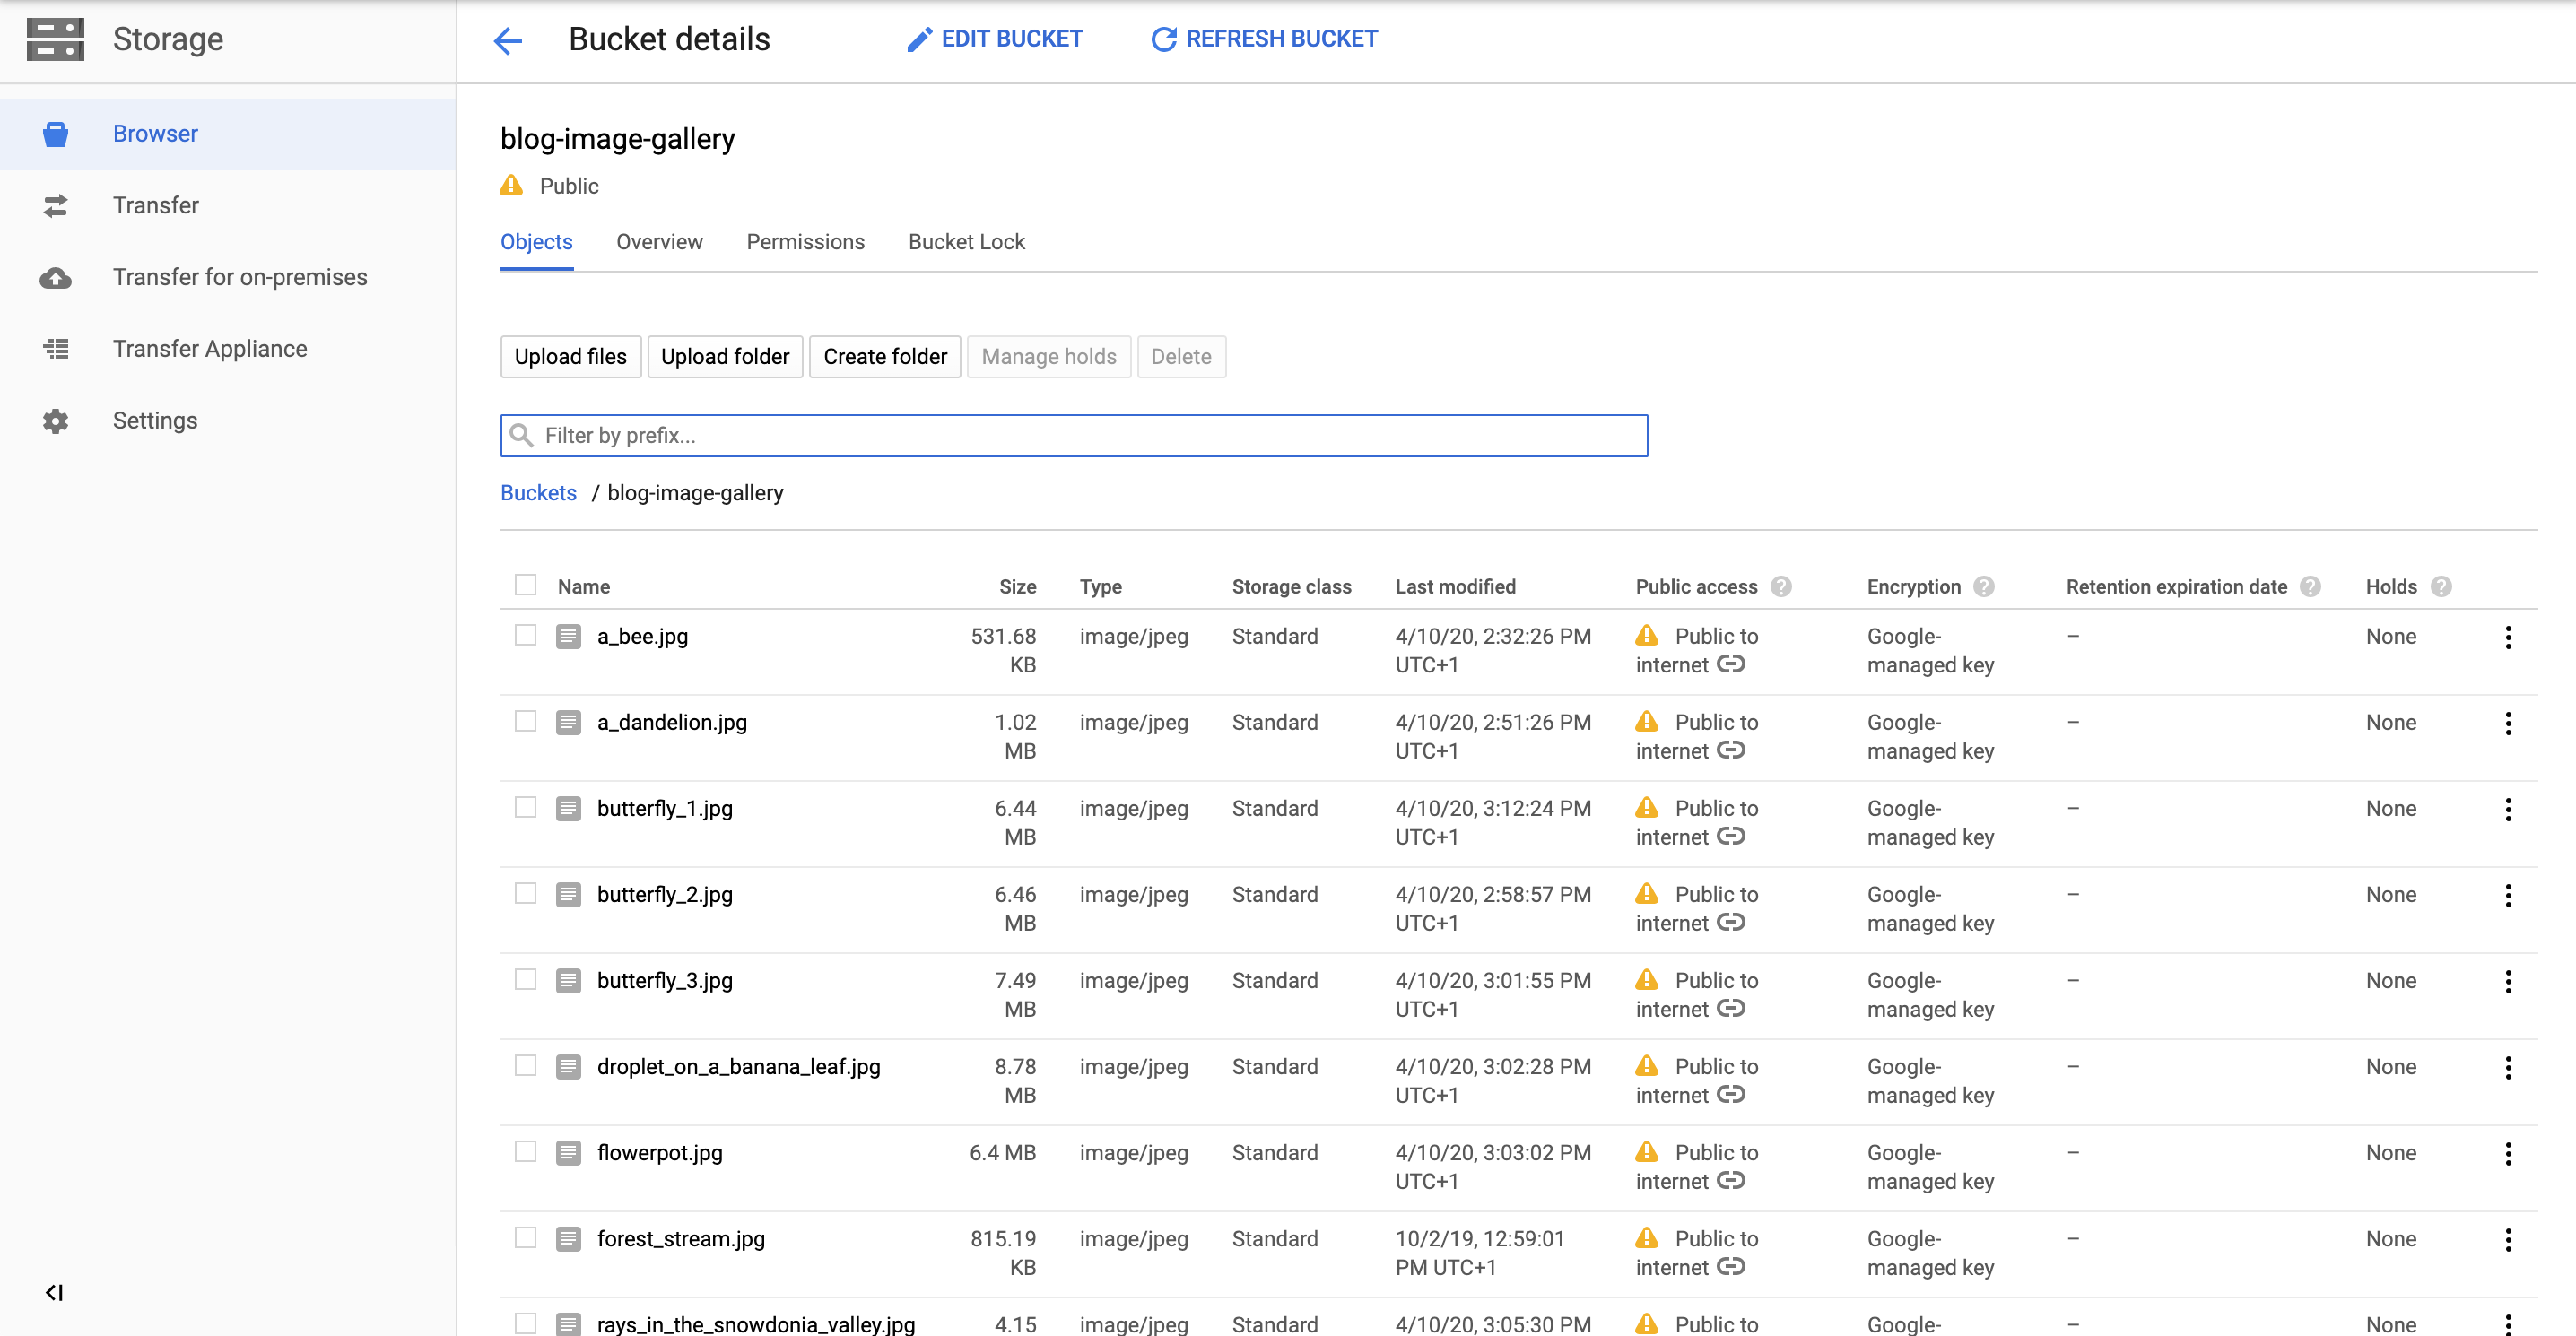 Storage
Bucket details
EDIT BUCKET
REFRESH BUCKET
Browser
Transfer
Transfer for on-premises
Transfer Appliance
Settings
blog-image-gallery
Public
Objects Overview Permissions Bucket Lock
Upload files Upload folder Create folder Manage holds Delete
Filter by prefix...
Buckets / blog-image-gallery
Name Size Type Storage class Last modified Public access ? Encryption ? Retention expiration date ? Holds ?
a_bee.jpg 531.68 image/jpeg Standard 4/10/20, 2:32:26 PM Public to Google- – None
KB UTC+1 internet managed key
a_dandelion.jpg 1.02 image/jpeg Standard 4/10/20, 2:51:26 PM Public to Google- – None
MB UTC+1 internet managed key
butterfly_1.jpg 6.44 image/jpeg Standard 4/10/20, 3:12:24 PM Public to Google- – None
MB UTC+1 internet managed key
butterfly_2.jpg 6.46 image/jpeg Standard 4/10/20, 2:58:57 PM Public to Google- – None
MB UTC+1 internet managed key
butterfly_3.jpg 7.49 image/jpeg Standard 4/10/20, 3:01:55 PM Public to Google- – None
MB UTC+1 internet managed key
droplet_on_a_banana_leaf.jpg 8.78 image/jpeg Standard 4/10/20, 3:02:28 PM Public to Google- – None
MB UTC+1 internet managed key
flowerpot.jpg 6.4 MB image/jpeg Standard 4/10/20, 3:03:02 PM Public to Google- – None
UTC+1 internet managed key
forest_stream.jpg 815.19 image/jpeg Standard 10/2/19, 12:59:01 Public to Google- – None
KB PM UTC+1 internet managed key
rays_in_the_snowdonia_valley.jpg 4.15 image/jpeg Standard 4/10/20, 3:05:30 PM Public to Google- – None